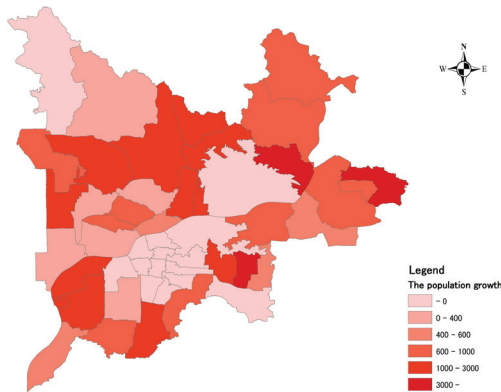 N
W E
S
Legend
The population growth
- 0
0 - 400
400 - 600
600 - 1000
1000 - 3000
3000 -